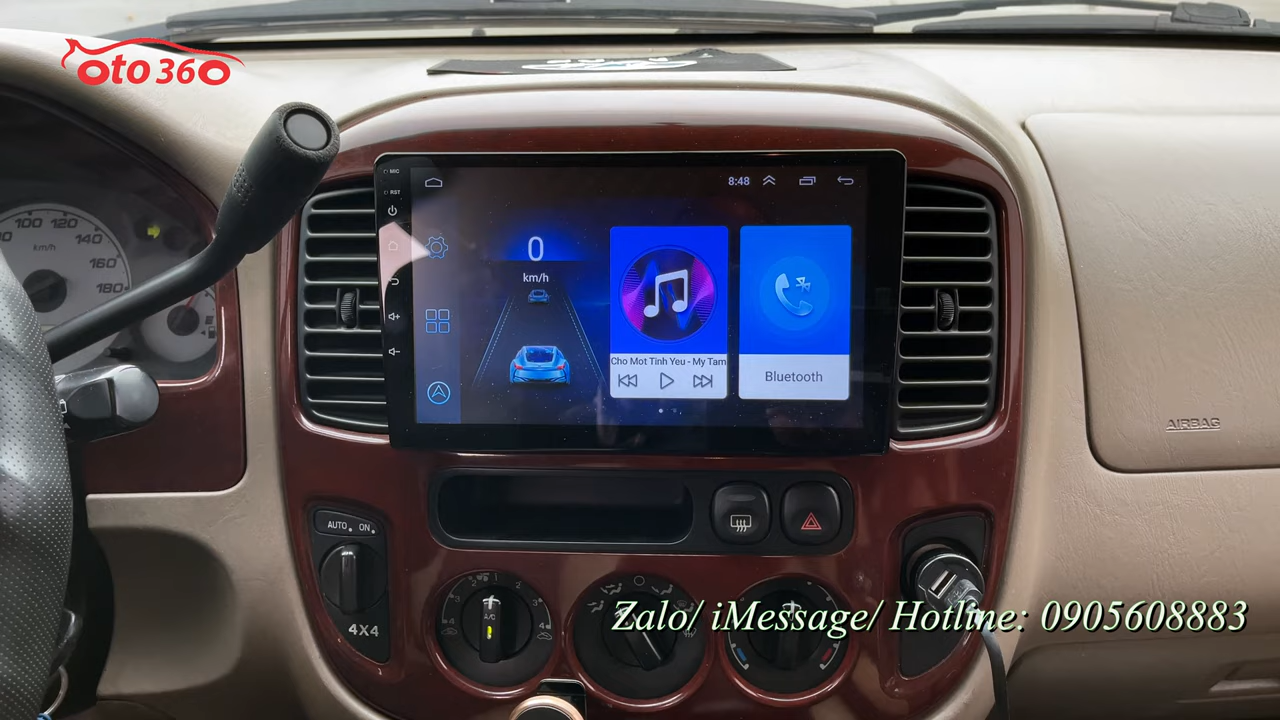 oto360
MIC
RST
8:48
100 120
140
160
180
km/h
0
km/h
Cho Mot Tinh Yeu - My Tam
Bluetooth
AIRBAG
AUTO ON
4X4
A/C
Zalo/ iMessage/ Hotline: 0905608883